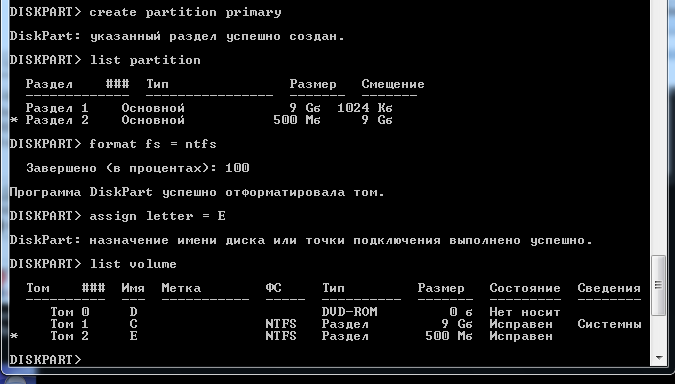 DISKPART> create partition primary
DiskPart: указанный раздел успешно создан.
DISKPART> list partition
Раздел ### Тип Размер Смещение
------------- ---------------- ------- -------
Раздел 1 Основной 9 Gб 1024 Kб
* Раздел 2 Основной 500 Mб 9 Gб
DISKPART> format fs = ntfs
Завершено (в процентах): 100
Программа DiskPart успешно отформатировала том.
DISKPART> assign letter = E
DiskPart: назначение имени диска или точки подключения выполнено успешно.
DISKPART> list volume
Том ### Имя Метка ФС Тип Размер Состояние Сведения
---------- --- ----------- ----- ---------- ------- --------- --------
Том 0 D DVD-ROM 0 б Нет носит
Том 1 C NTFS Раздел 9 Gб Исправен Системны
* Том 2 E NTFS Раздел 500 Mб Исправен
DISKPART>